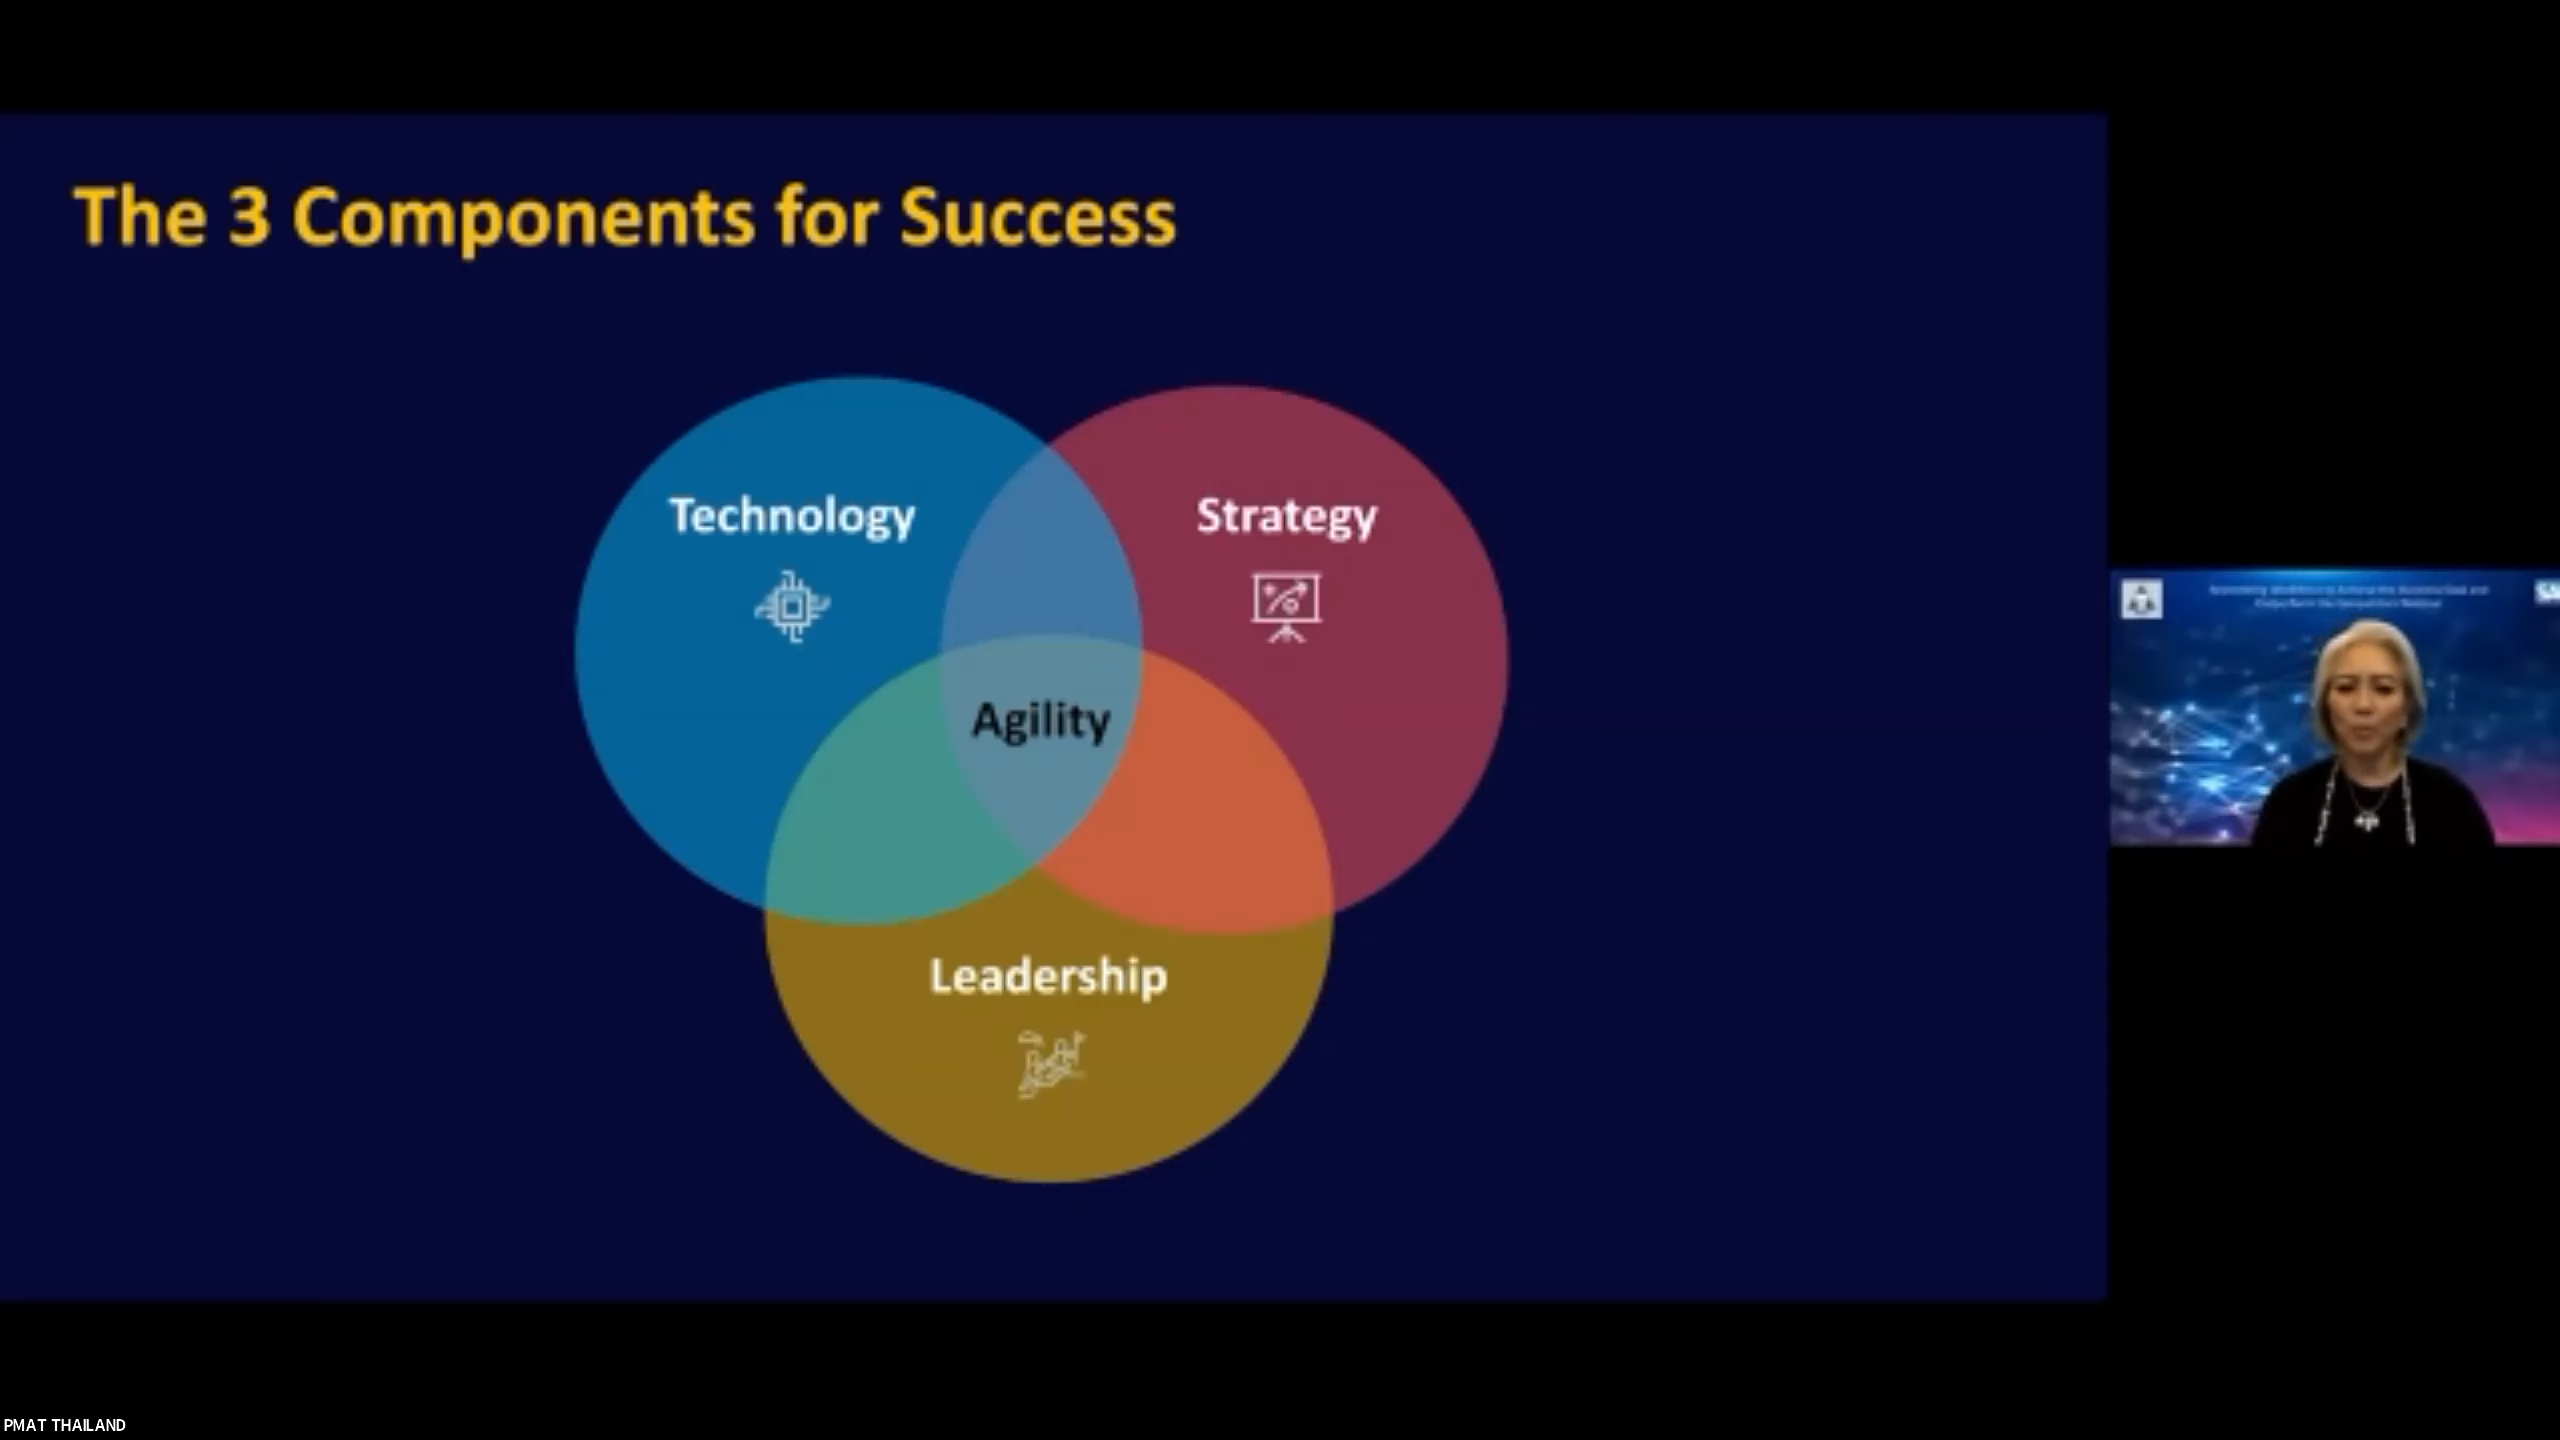 The 3 Components for Success
Technology
Strategy
Agility
Leadership
PMAT THAILAND